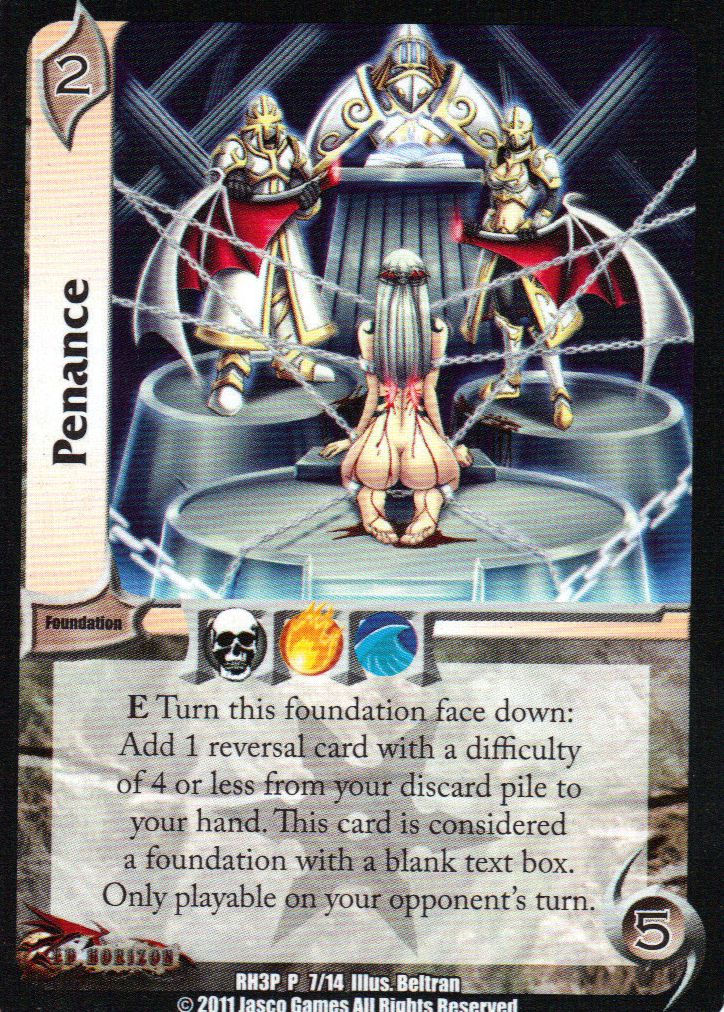 2
Penance
Foundation
E Turn this foundation face down:
Add 1 reversal card with a difficulty
of 4 or less from your discard pile to
your hand. This card is considered
a foundation with a blank text box.
Only playable on your opponent's turn.
5
RED HORIZON
RH3P P 7/14 Illus. Beltran
© 2011 Jasco Games All Rights Reserved